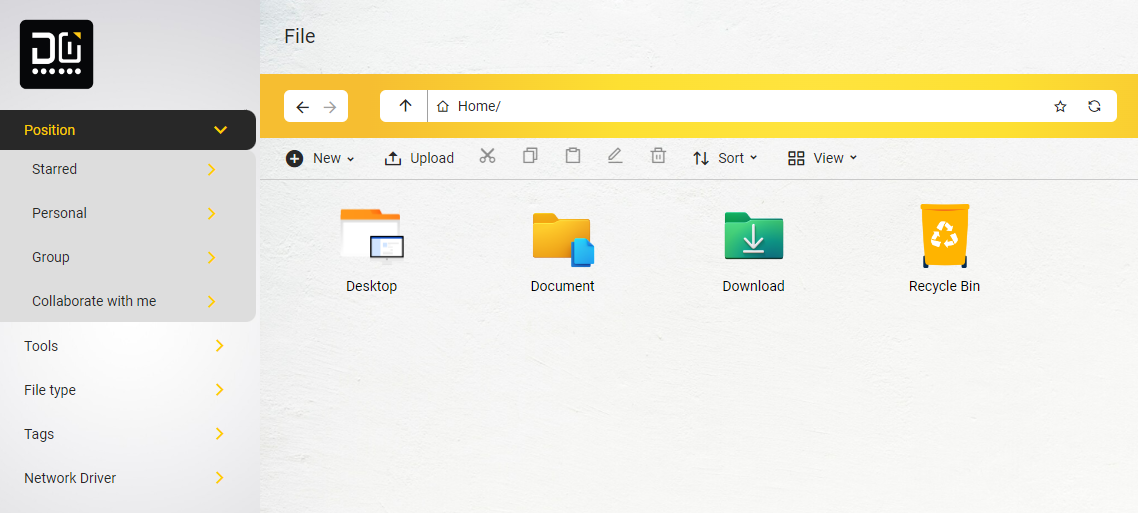 File
Home/
New
Upload
Sort
View
Position
Starred
Personal
Group
Collaborate with me
Tools
File type
Tags
Network Driver
Desktop
Document
Download
Recycle Bin